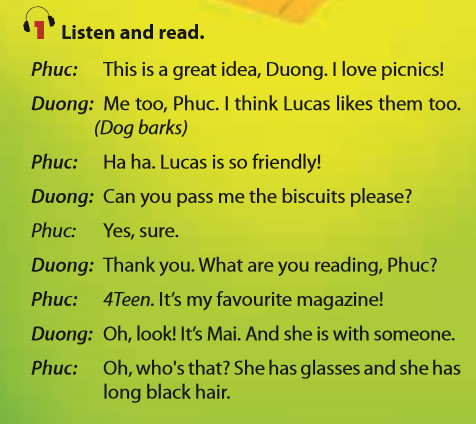 1 Listen and read.
Phuc: This is a great idea, Duong. I love picnics!
Duong: Me too, Phuc. I think Lucas likes them too.
(Dog barks)
Phuc: Ha ha. Lucas is so friendly!
Duong: Can you pass me the biscuits please?
Phuc: Yes, sure.
Duong: Thank you. What are you reading, Phuc?
Phuc: 4Teen. It's my favourite magazine!
Duong: Oh, look! It's Mai. And she is with someone.
Phuc: Oh, who's that? She has glasses and she has
long black hair.